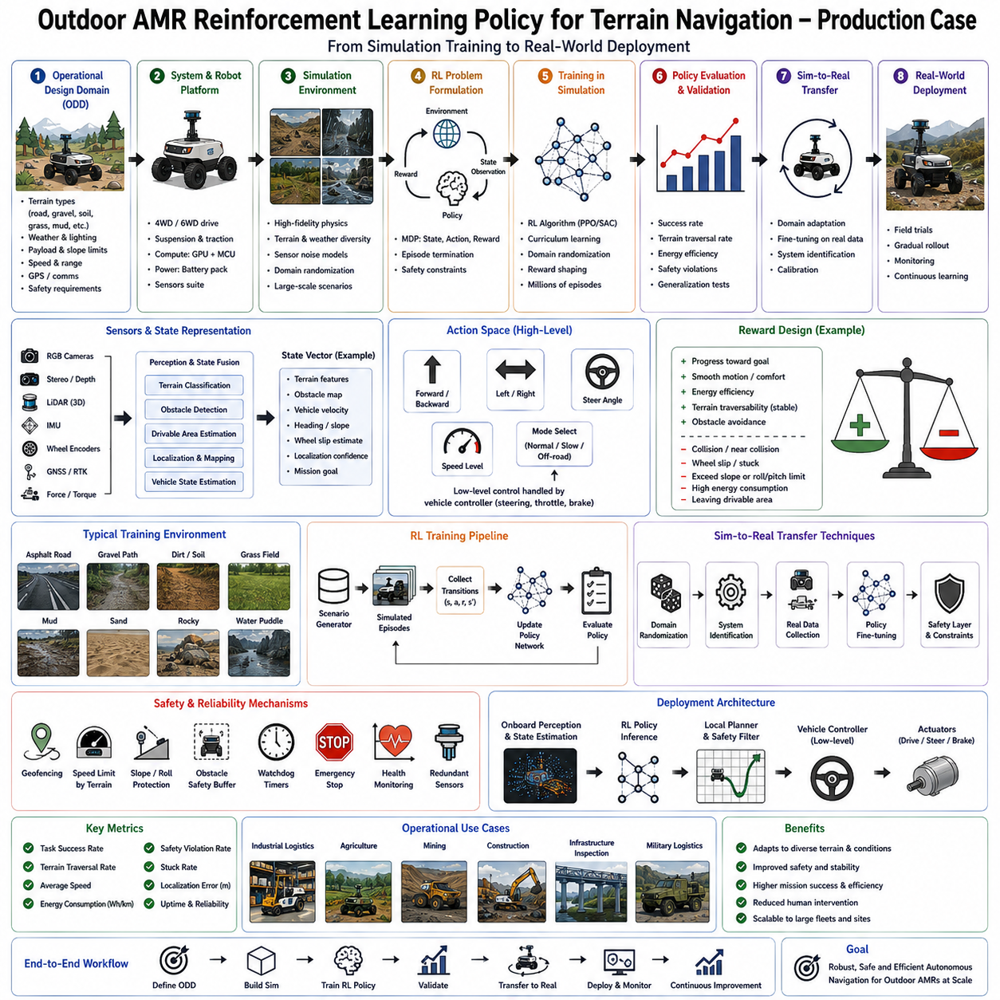 Outdoor AMR Reinforcement Learning Policy for Terrain Navigation – Production Case
From Simulation Training to Real-World Deployment
1 Operational
Design Domain
(ODD)
• Terrain types
(road, gravel, soil,
grass, mud, etc.)
• Weather & lighting
• Payload & slope limits
• Speed & range
• GPS / comms
• Safety requirements
2 System & Robot
Platform
• 4WD / 6WD drive
• Suspension & traction
• Compute: GPU + MCU
• Power: Battery pack
• Sensors suite
3 Simulation
Environment
• High-fidelity physics
• Terrain & weather diversity
• Sensor noise models
• Domain randomization
• Large-scale scenarios
4 RL Problem
Formulation
Environment
State
Observation
Reward
Policy
• MDP: State, Action, Reward
• Episode termination
• Safety constraints
5 Training in
Simulation
• RL Algorithm (PPO/SAC)
• Curriculum learning
• Domain randomization
• Reward shaping
• Millions of episodes
6 Policy Evaluation
& Validation
• Success rate
• Terrain traversal rate
• Energy efficiency
• Safety violations
• Generalization tests
7 Sim-to-Real
Transfer
• Domain adaptation
• Fine-tuning on real data
• System identification
• Calibration
8 Real-World
Deployment
• Field trials
• Gradual rollout
• Monitoring
• Continuous learning
Sensors & State Representation
RGB Cameras
Stereo / Depth
LiDAR (3D)
IMU
Wheel Encoders
GNSS / RTK
Force / Torque
Perception & State Fusion
Terrain Classification
Obstacle Detection
Drivable Area Estimation
Localization & Mapping
Vehicle State Estimation
State Vector (Example)
• Terrain features
• Obstacle map
• Vehicle velocity
• Heading / slope
• Wheel slip estimate
• Localization confidence
• Mission goal
Action Space (High-Level)
Forward /
Backward
Left / Right
Steer Angle
Speed Level
Mode Select
(Normal / Slow /
Off-road)
Low-level control handled by
vehicle controller (steering, throttle, brake)
Reward Design (Example)
+ Progress toward goal
+ Smooth motion / comfort
+ Energy efficiency
+ Terrain traversability (stable)
+ Obstacle avoidance
− Collision / near collision
− Wheel slip / stuck
− Exceed slope or roll/pitch limit
− High energy consumption
− Leaving drivable area
Typical Training Environment
Asphalt Road
Gravel Path
Dirt / Soil
Grass Field
Mud
Sand
Rocky
Water Puddle
RL Training Pipeline
Scenario
Generator
Simulated
Episodes
Collect
Transitions
(s, a, r, s')
Update
Policy
Network
Evaluate
Policy
Sim-to-Real Transfer Techniques
Domain
Randomization
System
Identification
Real Data
Collection
Policy
Fine-tuning
Safety Layer
& Constraints
Safety & Reliability Mechanisms
Geofencing
Speed Limit
by Terrain
Slope / Roll
Protection
Obstacle
Safety Buffer
Watchdog
Timers
STOP
Emergency
Stop
Health
Monitoring
Redundant
Sensors
Deployment Architecture
Onboard Perception
& State Estimation
RL Policy
Inference
Local Planner
& Safety Filter
Vehicle Controller
(Low-level)
Actuators
(Drive / Steer / Brake)
Key Metrics
Task Success Rate
Terrain Traversal Rate
Average Speed
Energy Consumption (Wh/km)
Safety Violation Rate
Stuck Rate
Localization Error (m)
Uptime & Reliability
Operational Use Cases
Industrial Logistics
Agriculture
Mining
Construction
Infrastructure
Inspection
Military Logistics
Benefits
Adapts to diverse terrain & conditions
Improved safety and stability
Higher mission success & efficiency
Reduced human intervention
Scalable to large fleets and sites
End-to-End Workflow
Define ODD
Build Sim
Train RL Policy
Validate
Transfer to Real
Deploy & Monitor
Continuous Improvement
Goal
Robust, Safe and Efficient Autonomous
Navigation for Outdoor AMRs at Scale